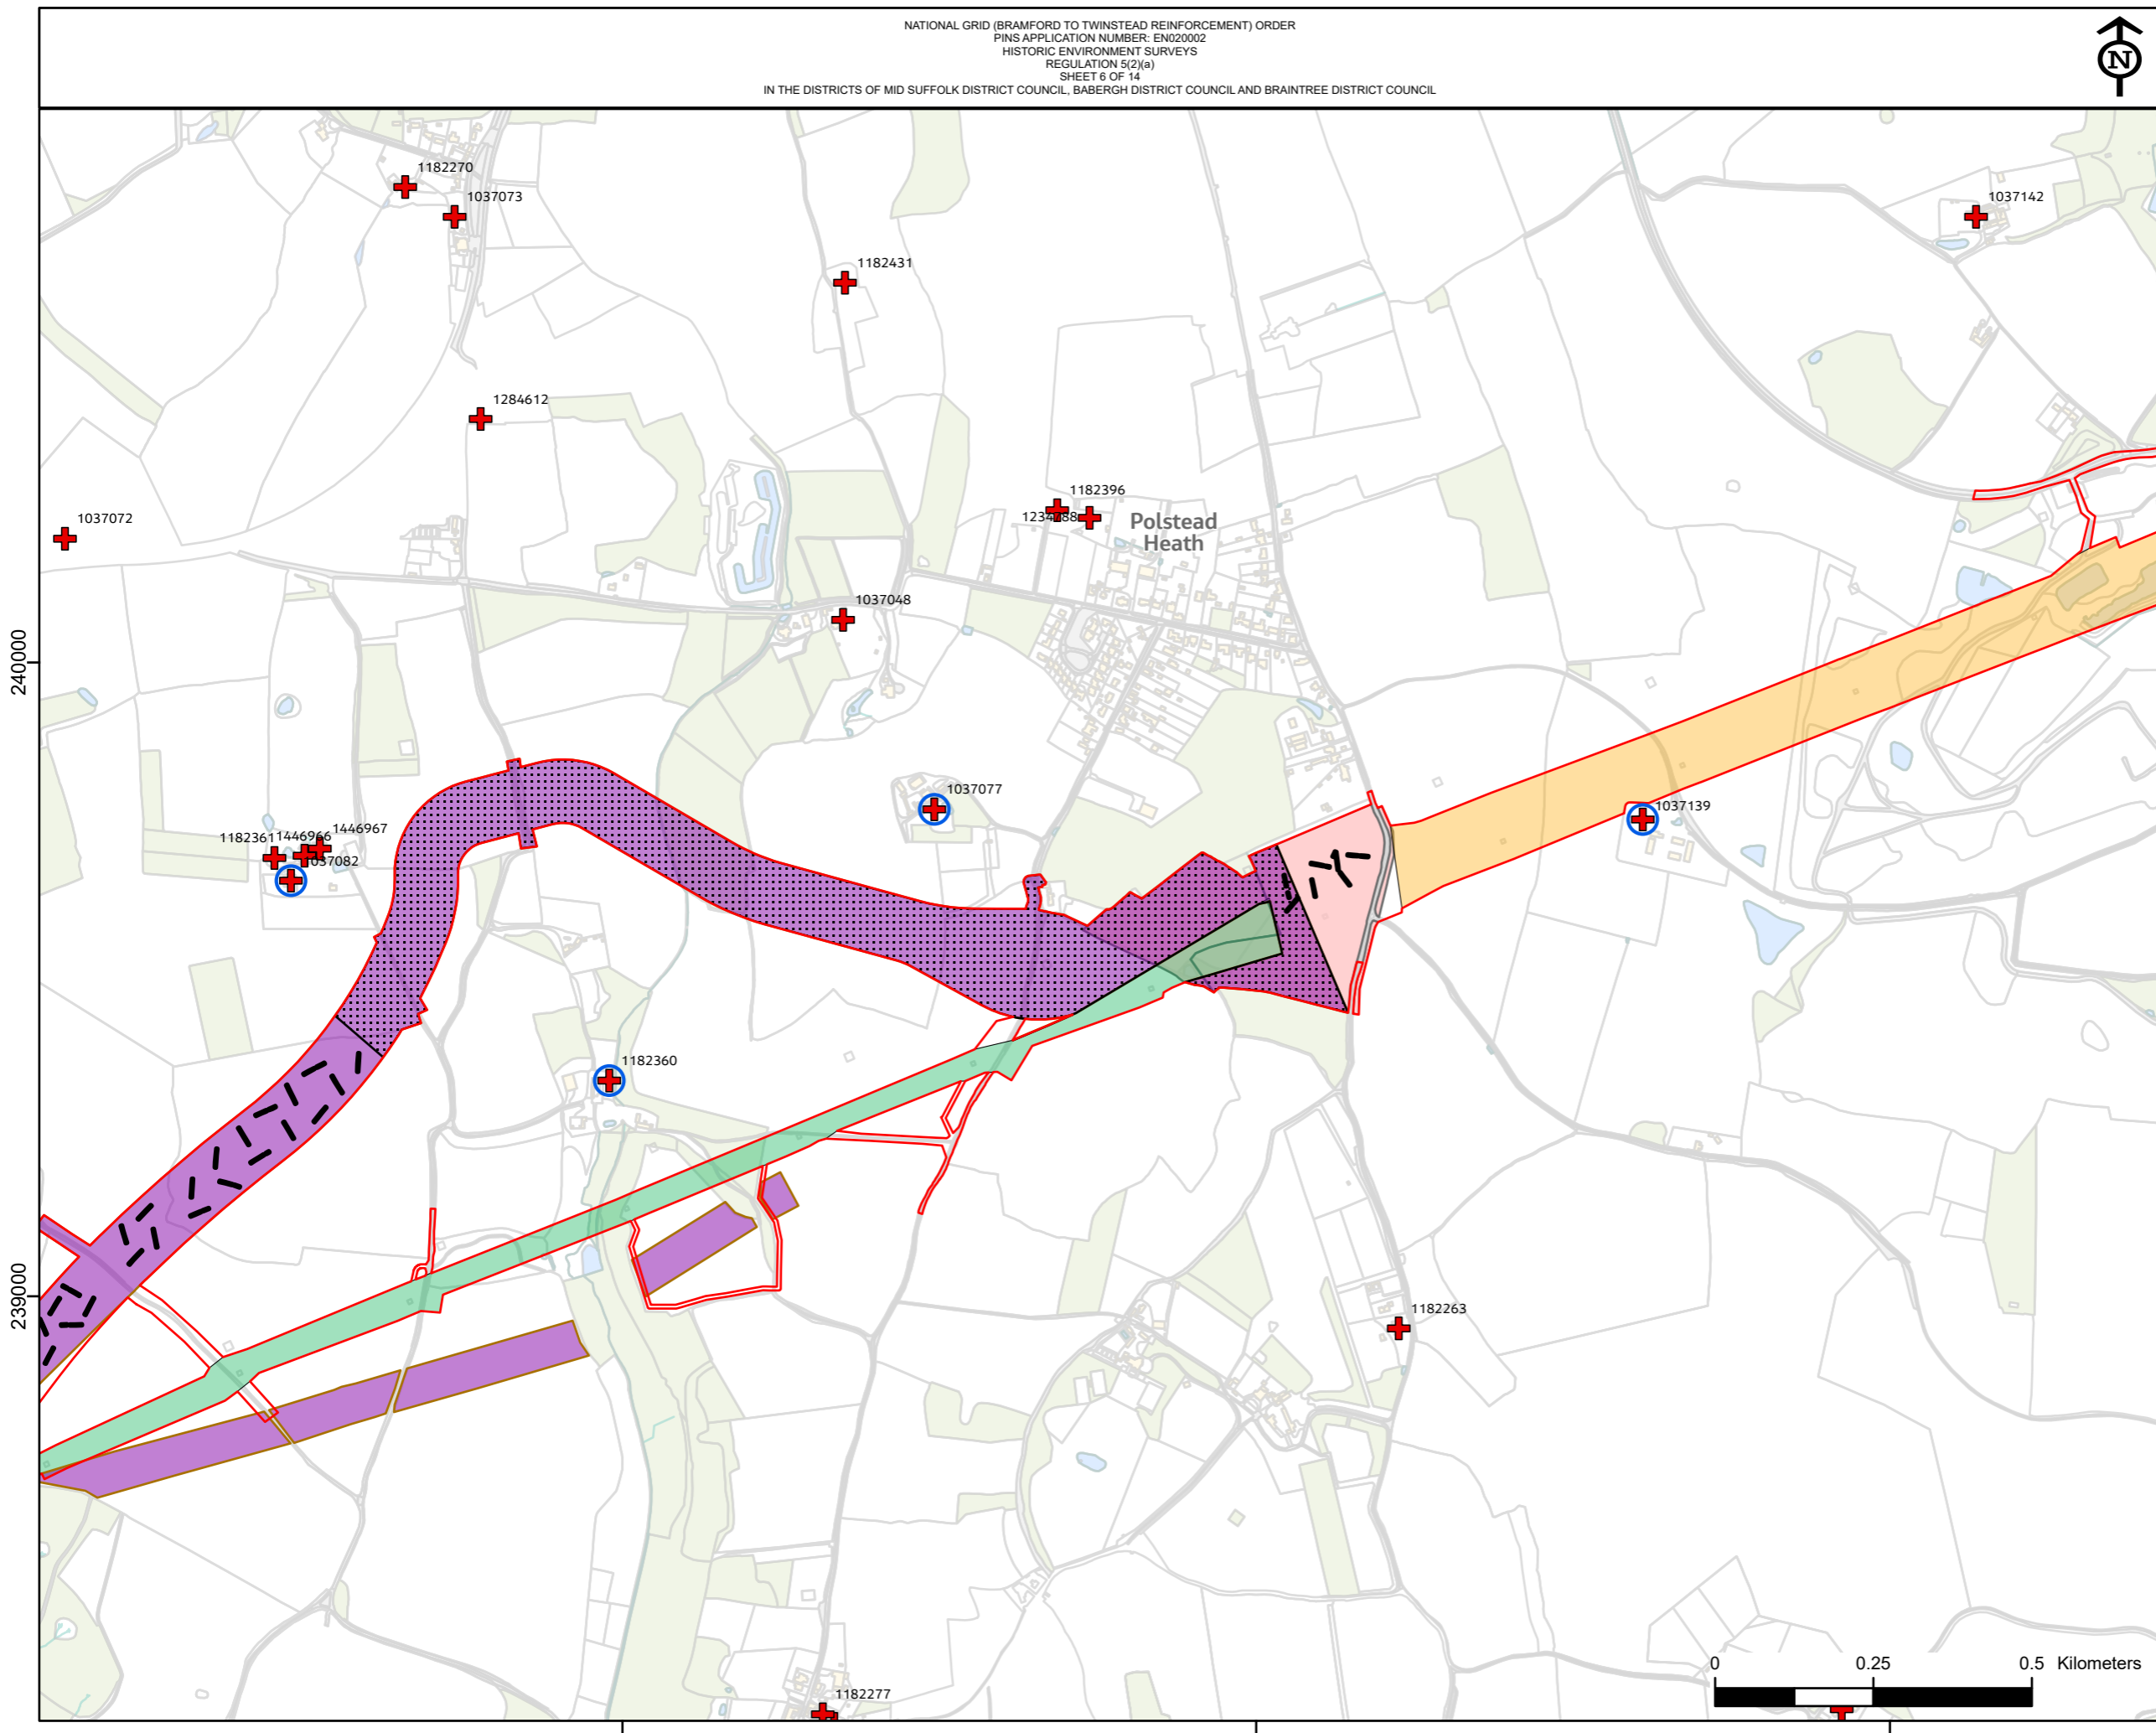 NATIONAL GRID (BRAMFORD TO TWINSTEAD REINFORCEMENT) ORDER
PINS APPLICATION NUMBER: EN020002
HISTORIC ENVIRONMENT SURVEYS
REGULATION 5(2)(a)
SHEET 6 OF 14
IN THE DISTRICTS OF MID SUFFOLK DISTRICT COUNCIL, BABERGH DISTRICT COUNCIL AND BRAINTREE DISTRICT COUNCIL
N
1182270
1037073
1037142
1182431
1284612
1182396
1037072
Polstead
Heath
1037048
240000
1037077
1037139
1446967
1182361
1446966
1037082
1182360
239000
1182263
0
0.25
0.5
Kilometers
1182277